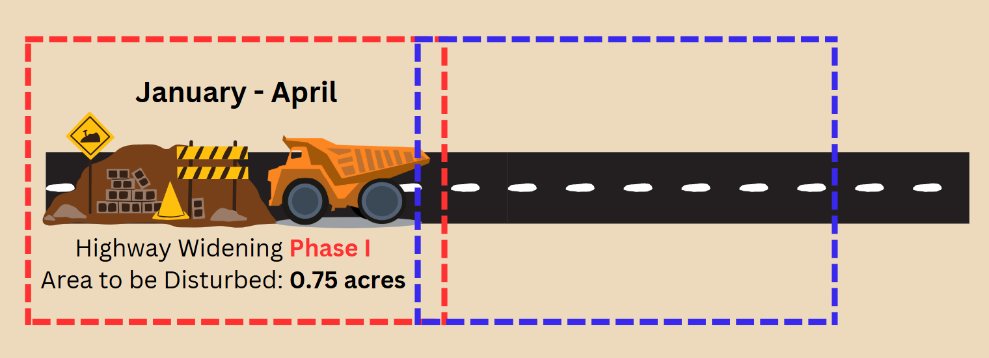 January - April
Highway Widening Phase I
Area to be Disturbed: 0.75 acres